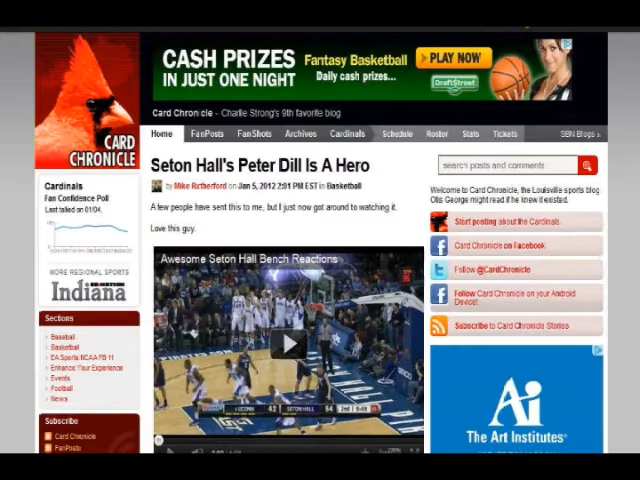 CASH PRIZES
IN JUST ONE NIGHT
Fantasy Basketball
Daily cash prizes...
PLAY NOW
DraftStreet
CARD
CHRONICLE
Card Chronicle - Charlie Strong's 9th favorite blog
Home FanPosts FanShots Archives Cardinals Schedule Roster Stats Tickets SBN Blogs
Seton Hall's Peter Dill Is A Hero
by Mike Rutherford on Jan 5, 2012 2:01 PM EST in Basketball
A few people have sent this to me, but I just now got around to watching it.
Love this guy.
Awesome Seton Hall Bench Reactions
UCONN 42 SETON HALL 54 2nd
Cardinals
Fan Confidence Poll
Last tallied on 01/04.
MORE REGIONAL SPORTS
SB NATION
Indiana
Sections
Baseball
Basketball
EA Sports NCAA FB 11
Enhance Your Experience
Events
Football
News
Subscribe
Card Chronicle
FanPosts
search posts and comments
Welcome to Card Chronicle, the Louisville sports blog
Otis George might read if he knew it existed.
Start posting about the Cardinals
Card Chronicle on Facebook
Follow @CardChronicle
Follow Card Chronicle on your Android
Device!
Subscribe to Card Chronicle Stories
Ai
The Art Institutes